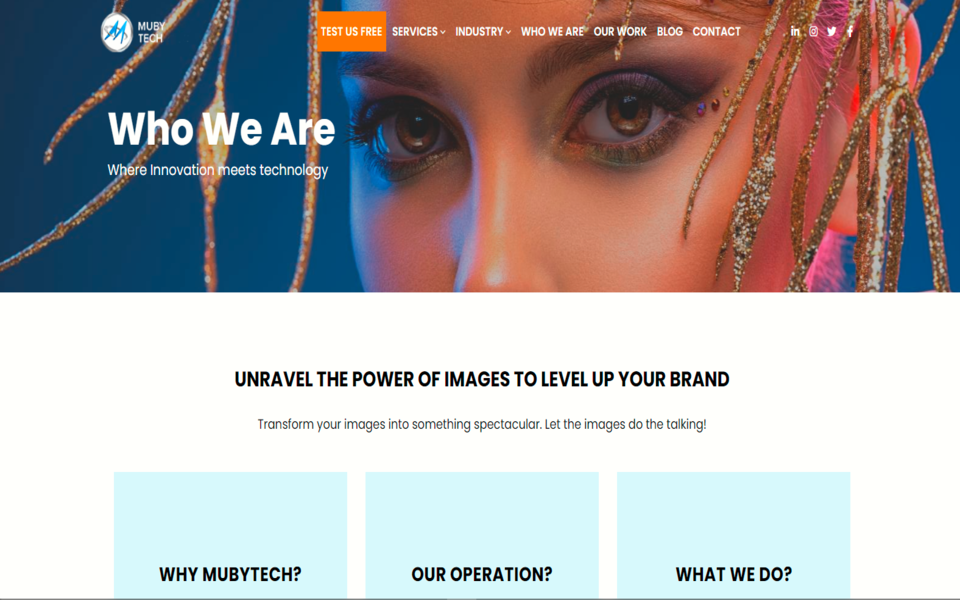 MUBY
TECH
TEST US FREE SERVICES INDUSTRY WHO WE ARE OUR WORK BLOG CONTACT
Who We Are
Where Innovation meets technology
UNRAVEL THE POWER OF IMAGES TO LEVEL UP YOUR BRAND
Transform your images into something spectacular. Let the images do the talking!
WHY MUBYTECH? OUR OPERATION? WHAT WE DO?